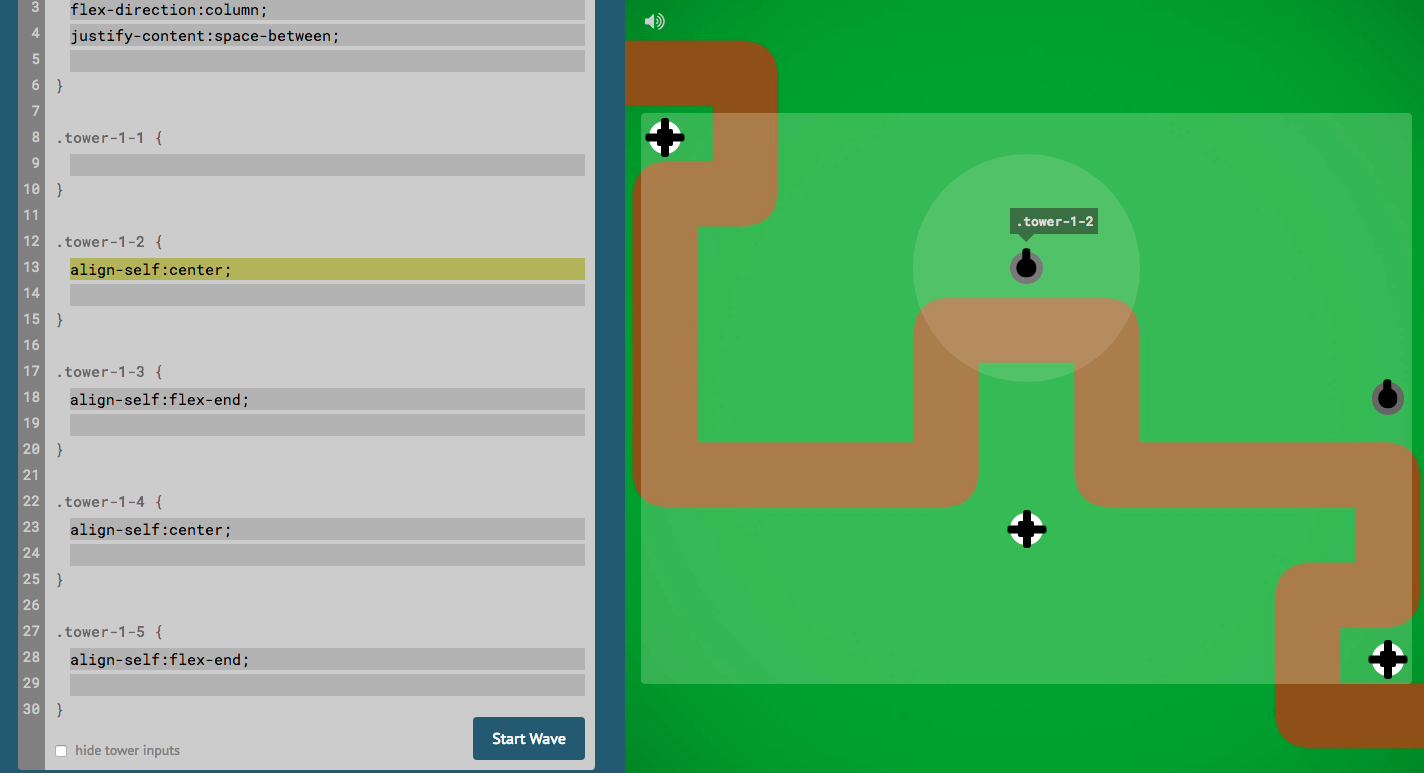 3 flex-direction:column;
4 justify-content:space-between;
5
6 }
7
8 .tower-1-1 {
9
10 }
11
12 .tower-1-2 {
13 align-self:center;
14
15 }
16
17 .tower-1-3 {
18 align-self:flex-end;
19
20 }
21
22 .tower-1-4 {
23 align-self:center;
24
25 }
26
27 .tower-1-5 {
28 align-self:flex-end;
29
30 }
hide tower inputs
Start Wave
.tower-1-2